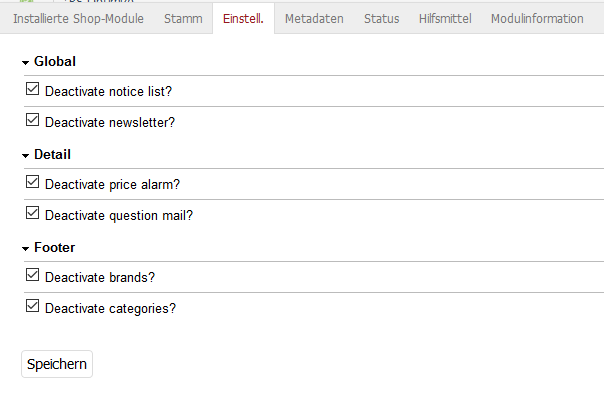 Installierte Shop-Module Stamm Einstell. Metadaten Status Hilfsmittel Modulinformation
Global
Deactivate notice list?
Deactivate newsletter?
Detail
Deactivate price alarm?
Deactivate question mail?
Footer
Deactivate brands?
Deactivate categories?
Speichern